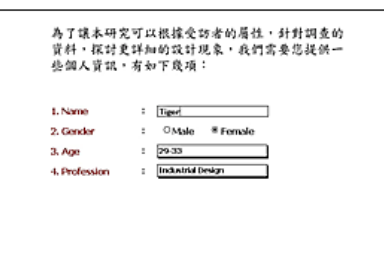 為了讓本研究可以根據受訪者的屬性，針對調查的
資料，探討更詳細的設計現象，我們需要您提供一
些個人資訊，有如下幾項：
1. Name : Tiger
2. Gender : Male Female
3. Age : 29-33
4. Profession : Industrial Design